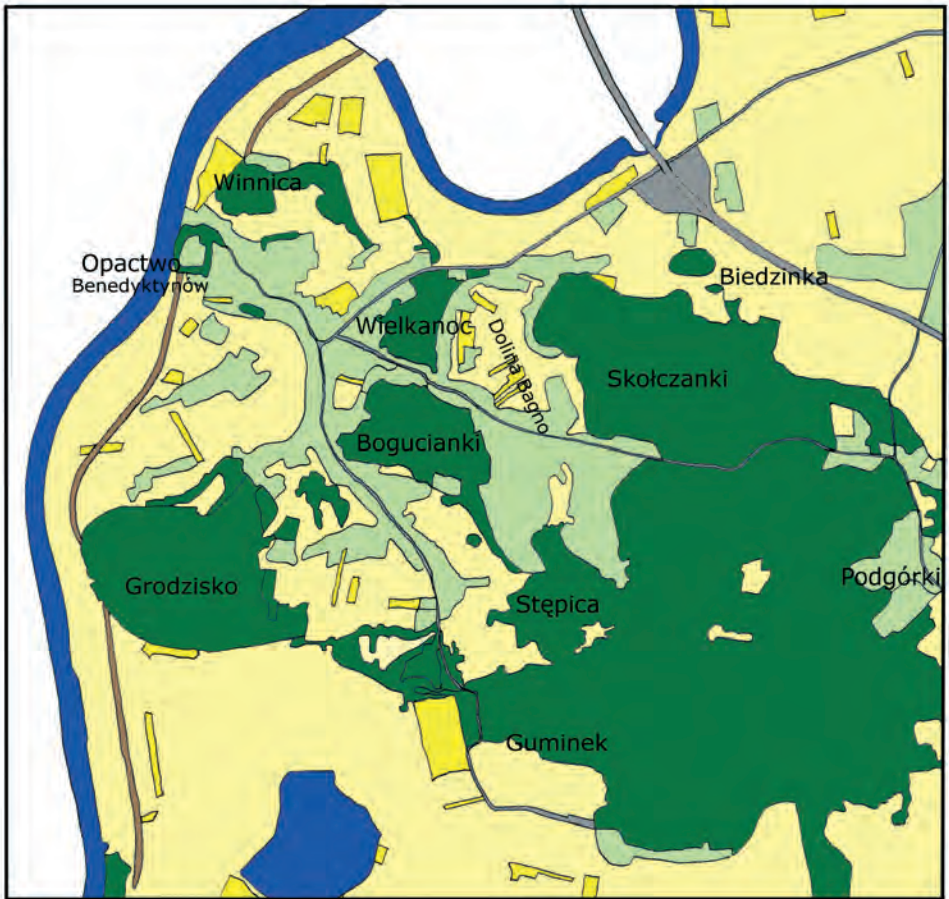 Winnica
Opactwo
Benedyktynów
Biedzinka
Wielkanoc
Dolina Bagno
Skołczanki
Bogucianki
Grodzisko
Stępica
Podgórki
Guminek